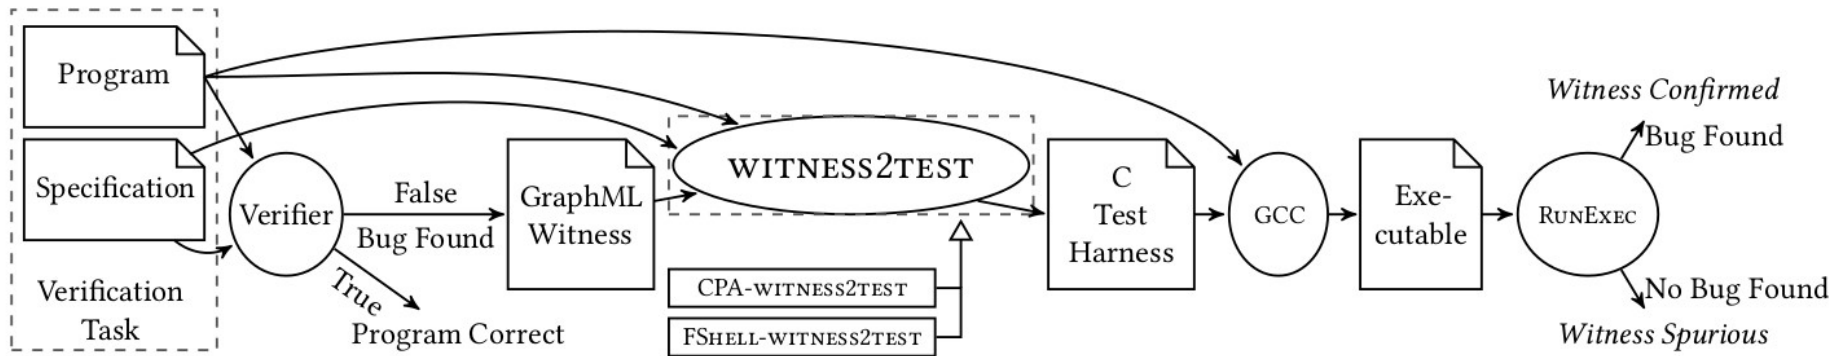 Program
Specification
Verification
Task
Verifier
False
Bug Found
True
Program Correct
GraphML
Witness
WITNESS2TEST
CPA-WITNESS2TEST
FSHELL-WITNESS2TEST
C
Test
Harness
GCC
Exe-
cutable
RUNEXEC
Witness Confirmed
Bug Found
No Bug Found
Witness Spurious